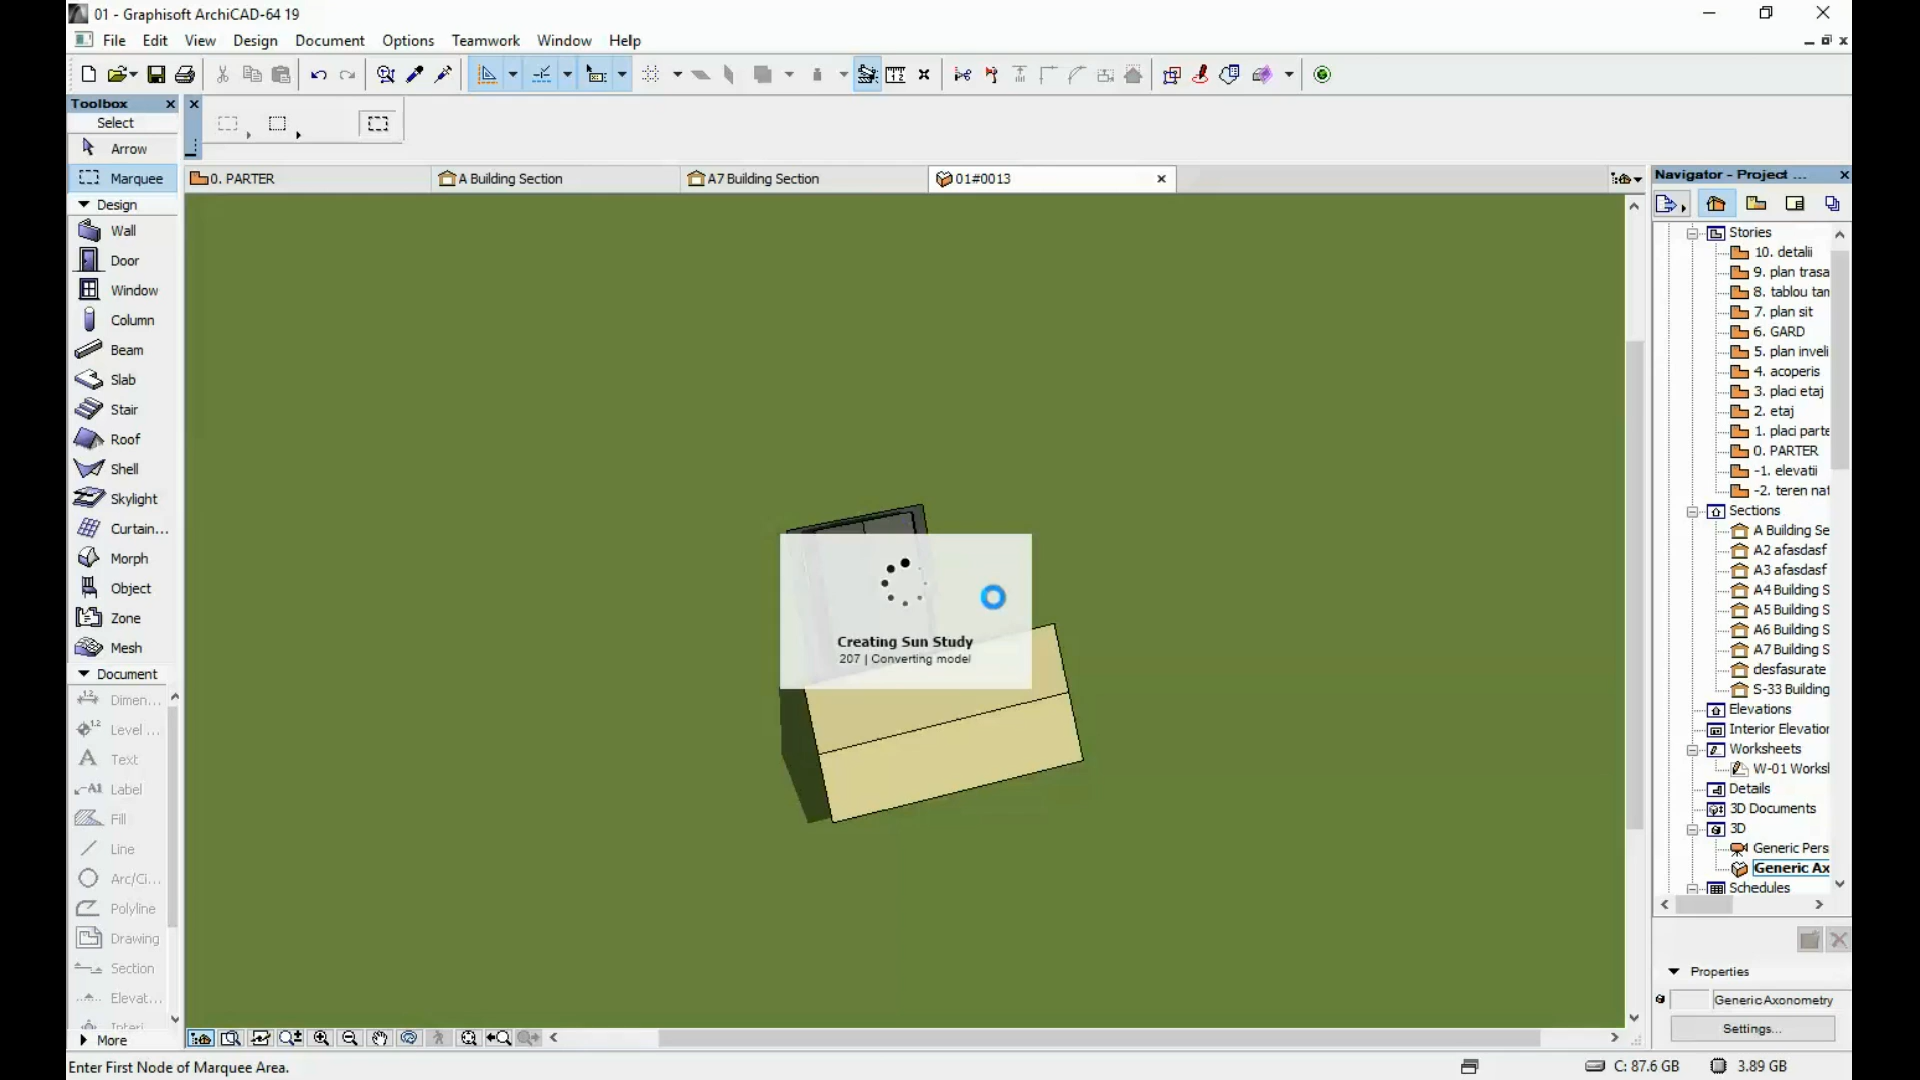 01 - Graphisoft ArchiCAD-64 19
File Edit View Design Document Options Teamwork Window Help
Toolbox
Select
Arrow
Marquee
Design
Wall
Door
Window
Column
Beam
Slab
Stair
Roof
Shell
Skylight
Curtain...
Morph
Object
Zone
Mesh
Document
Dimen...
Level ...
Text
Label
Fill
Line
Arc/Ci...
Polyline
Drawing
Section
Elevat...
Interi
More
0. PARTER
A Building Section
A7 Building Section
01#0013
Creating Sun Study
207 | Converting model
Navigator - Project ...
Stories
10. detalii
9. plan trasa
8. tablou tan
7. plan sit
6. GARD
5. plan inveli
4. acoperis
3. placi etaj
2. etaj
1. placi parte
0. PARTER
-1. elevatii
-2. teren nat
Sections
A Building Se
A2 afasdasf
A3 afasdasf
A4 Building S
A5 Building S
A6 Building S
A7 Building S
desfasurate
S-33 Building
Elevations
Interior Elevation
Worksheets
W-01 Works
Details
3D Documents
3D
Generic Pers
Generic Ax
Schedules
Properties
Generic Axonometry
Settings...
Enter First Node of Marquee Area.
C: 87.6 GB
3.89 GB